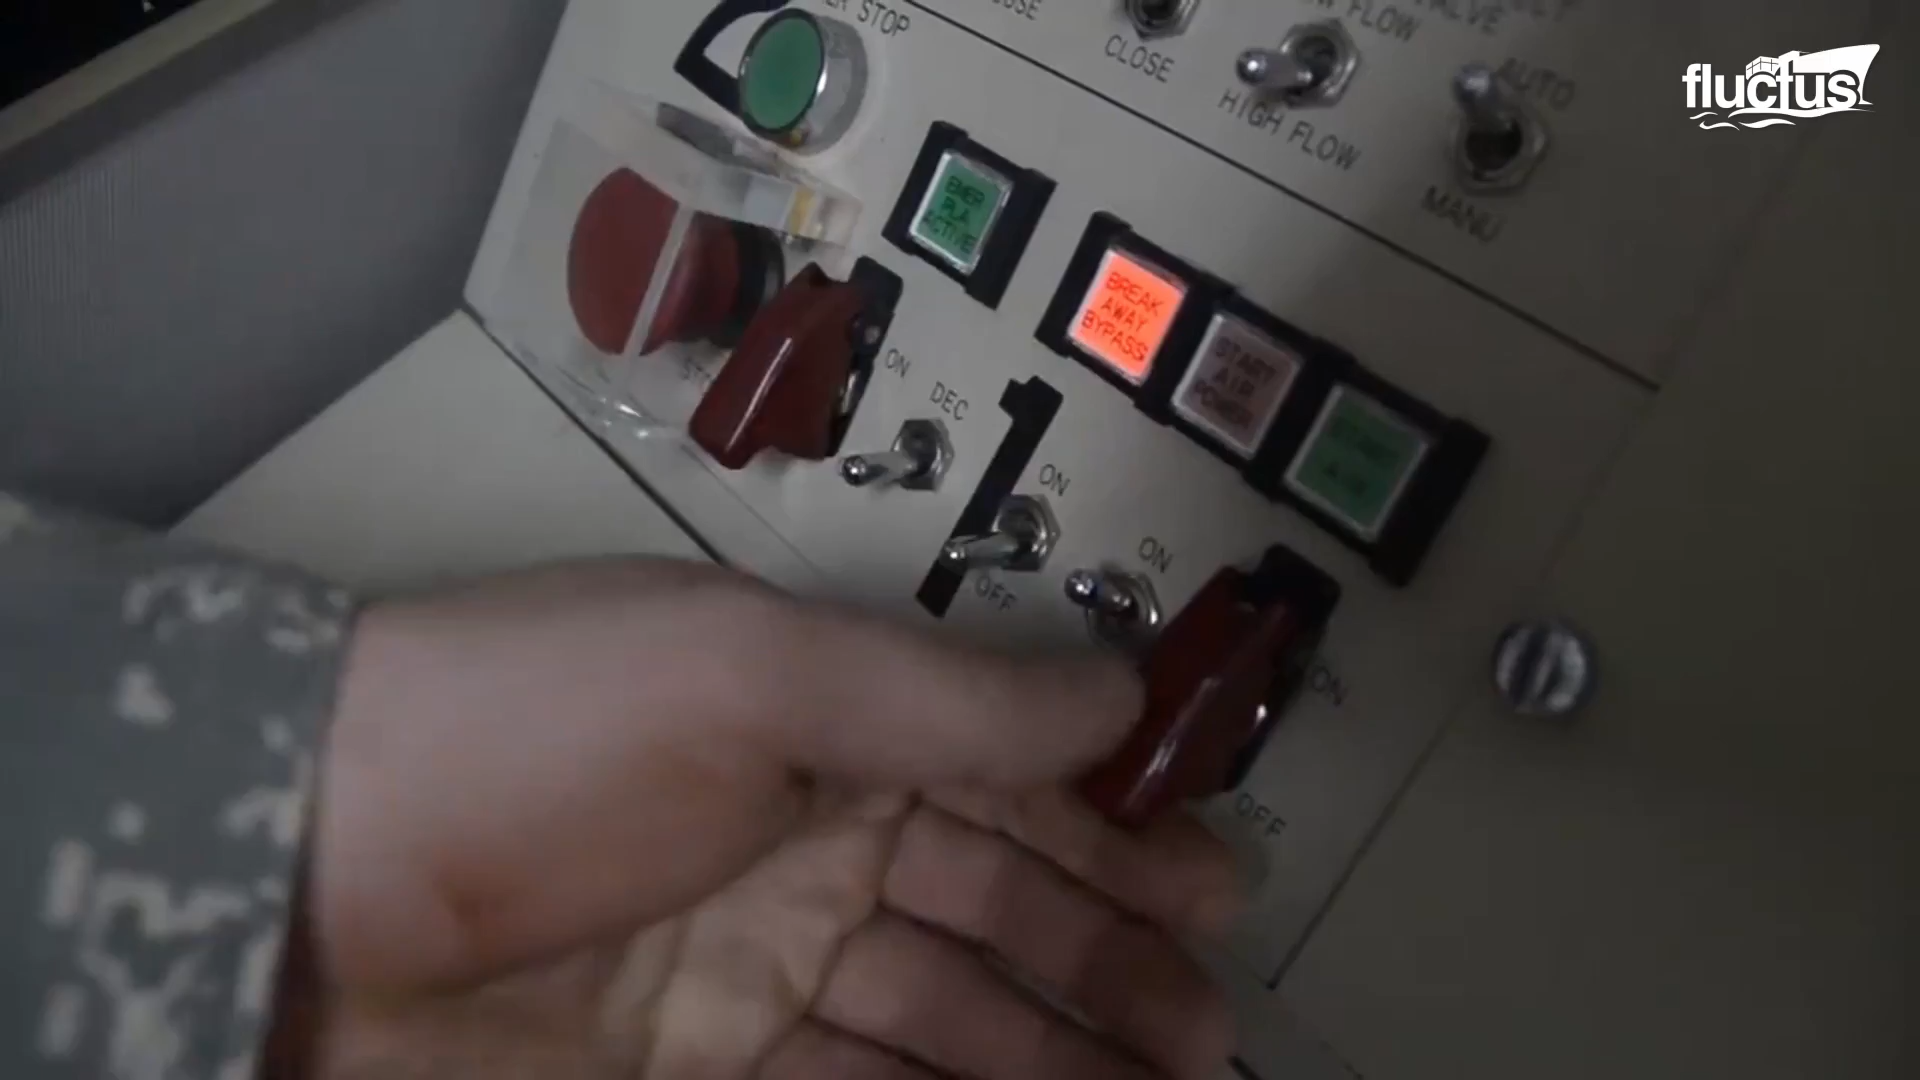 STOP
CLOSE
FLOW
HIGH FLOW
AUTO
MANU
fluctus
EMER
PLA
ACTIVE
BREAK
AWAY
BYPASS
START
AIR
POWER
ON
DEC
ON
OFF
ON
ON
OFF